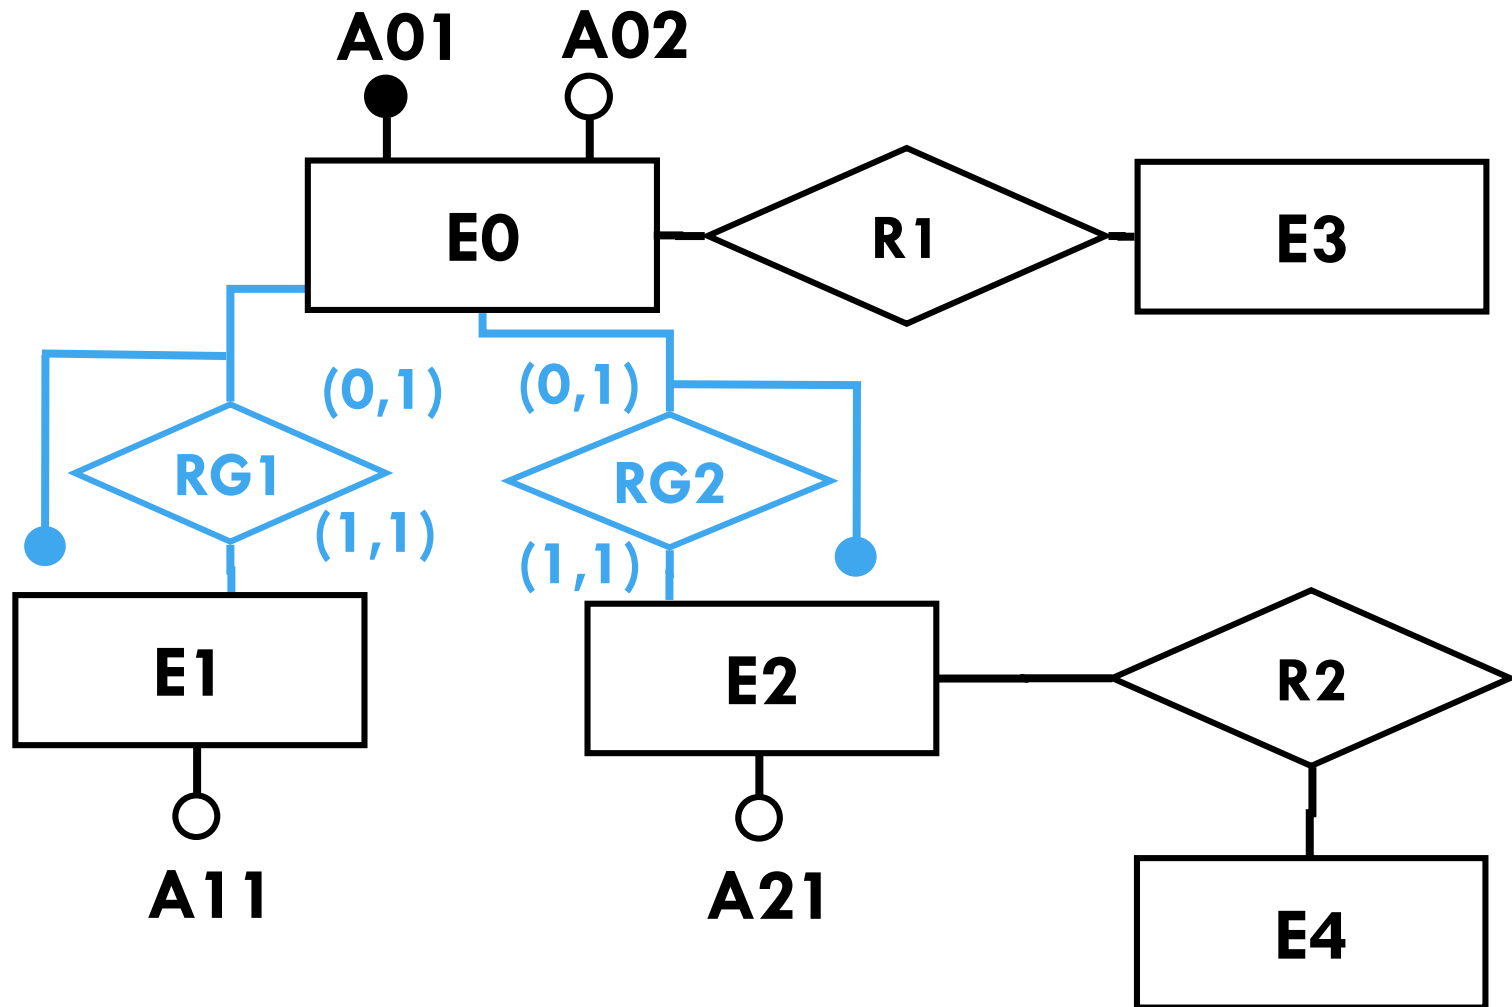 A01
A02
E0
R1
E3
(0,1)
(0,1)
RG1
RG2
(1,1)
(1,1)
E1
E2
R2
A11
A21
E4